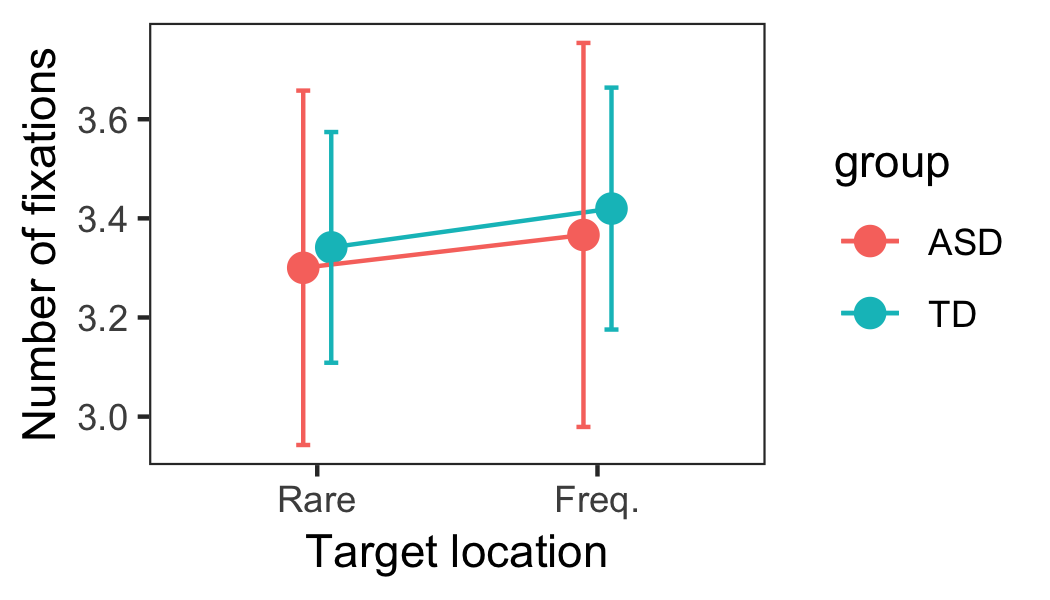 Number of fixations
3.6
3.4
3.2
3.0
Rare Freq.
Target location
group
ASD
TD